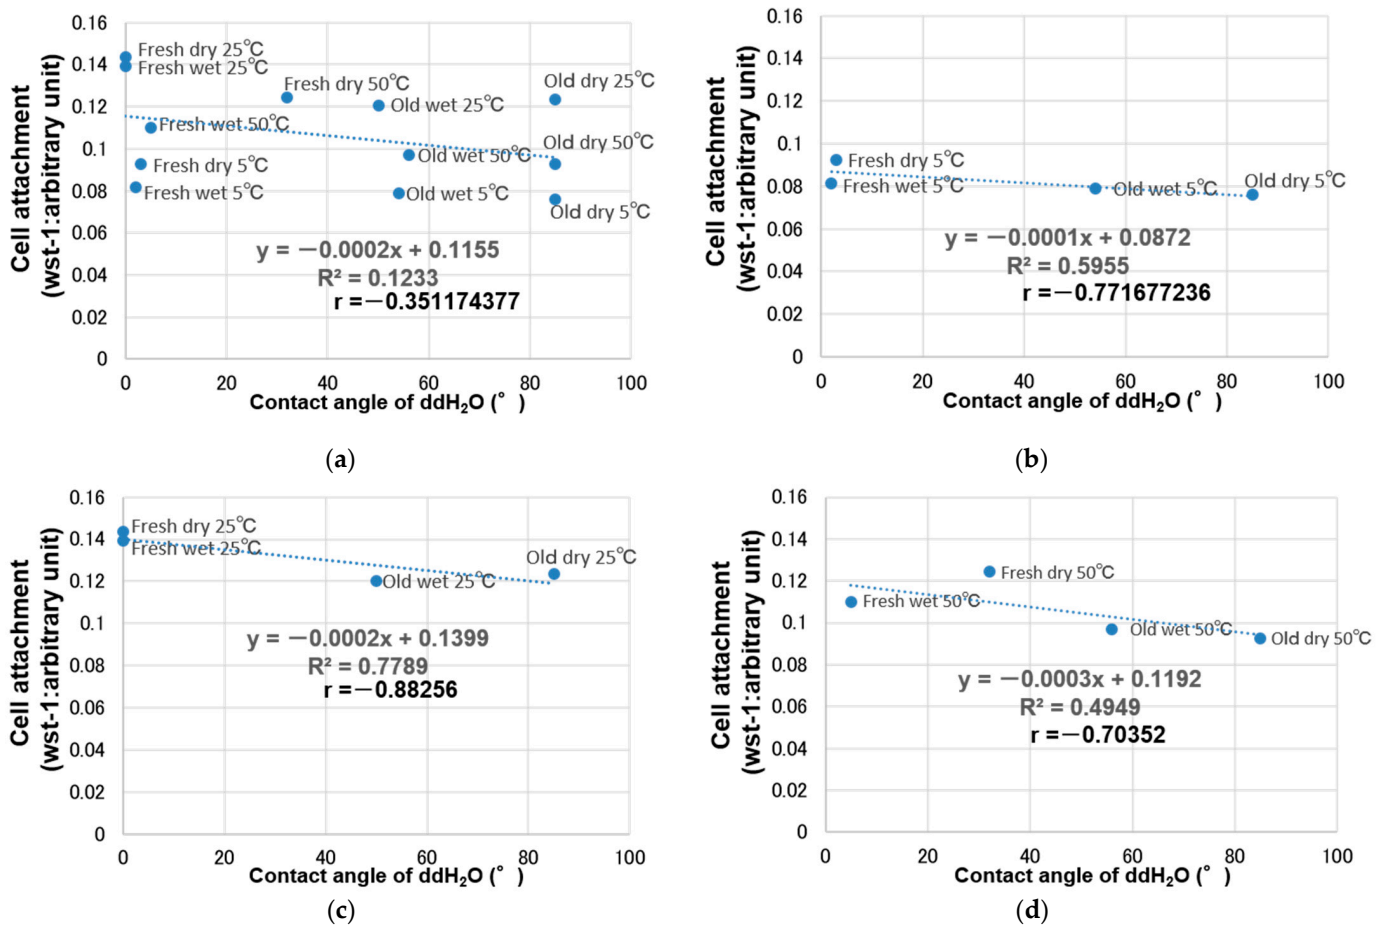 Cell attachment
(wst-1:arbitrary unit)
0.16
0.14
0.12
0.1
0.08
0.06
0.04
0.02
0
Fresh dry 25℃
Fresh wet 25℃
Fresh dry 50℃
Old wet 25℃
Old dry 25℃
Fresh wet 50℃
Old dry 50℃
Old wet 50℃
Fresh dry 5℃
Fresh wet 5℃
Old wet 5℃
Old dry 5℃
y = −0.0002x + 0.1155
R² = 0.1233
r =−0.351174377
0 20 40 60 80 100
Contact angle of ddH₂O (° )
(a)
Cell attachment
(wst-1:arbitrary unit)
0.16
0.14
0.12
0.1
0.08
0.06
0.04
0.02
0
Fresh dry 5℃
Fresh wet 5℃
Old wet 5℃
Old dry 5℃
y = −0.0001x + 0.0872
R² = 0.5955
r =−0.771677236
0 20 40 60 80 100
Contact angle of ddH₂O (° )
(b)
Cell attachment
(wst-1:arbitrary unit)
0.16
0.14
0.12
0.1
0.08
0.06
0.04
0.02
0
Fresh dry 25℃
Fresh wet 25℃
Old wet 25℃
Old dry 25℃
y = −0.0002x + 0.1399
R² = 0.7789
r =−0.88256
0 20 40 60 80 100
Contact angle of ddH₂O (° )
(c)
Cell attachment
(wst-1:arbitrary unit)
0.16
0.14
0.12
0.1
0.08
0.06
0.04
0.02
0
Fresh dry 50℃
Fresh wet 50℃
Old wet 50℃
Old dry 50℃
y = −0.0003x + 0.1192
R² = 0.4949
r =−0.70352
0 20 40 60 80 100
Contact angle of ddH₂O (° )
(d)